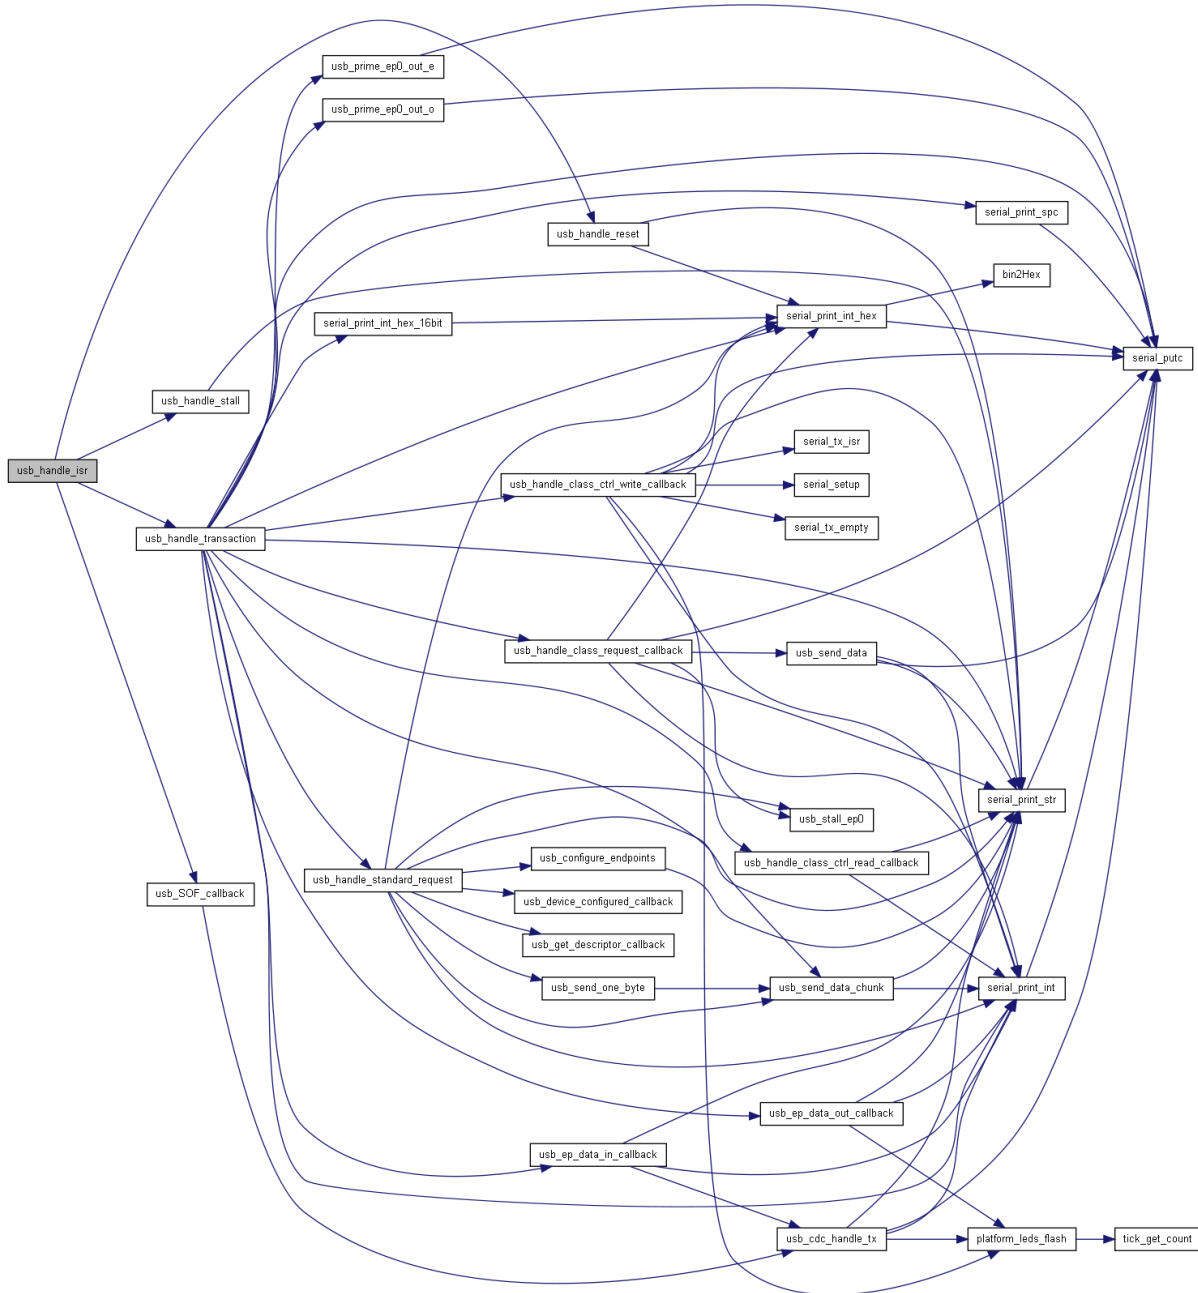 usb_prime_ep0_out_e
usb_prime_ep0_out_o
serial_print_spc
usb_handle_reset
bin2Hex
serial_print_int_hex
serial_print_int_hex_16bit
serial_putc
usb_handle_stall
serial_tx_isr
usb_handle_isr
usb_handle_class_ctrl_write_callback
serial_setup
serial_tx_empty
usb_handle_transaction
usb_handle_class_request_callback
usb_send_data
serial_print_str
usb_stall_ep0
usb_configure_endpoints
usb_handle_class_ctrl_read_callback
usb_handle_standard_request
usb_SOF_callback
usb_device_configured_callback
usb_get_descriptor_callback
usb_send_one_byte
usb_send_data_chunk
serial_print_int
usb_ep_data_out_callback
usb_ep_data_in_callback
usb_cdc_handle_tx
platform_leds_flash
tick_get_count